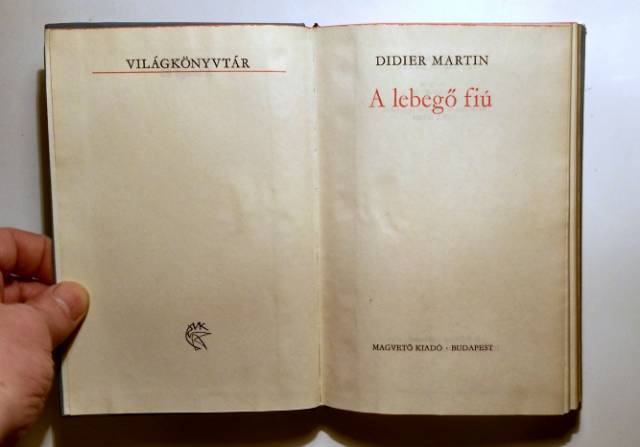 VILÁGKÖNYVTÁR
DIDIER MARTIN
A lebegő fiú
MAGVETŐ KIADÓ · BUDAPEST